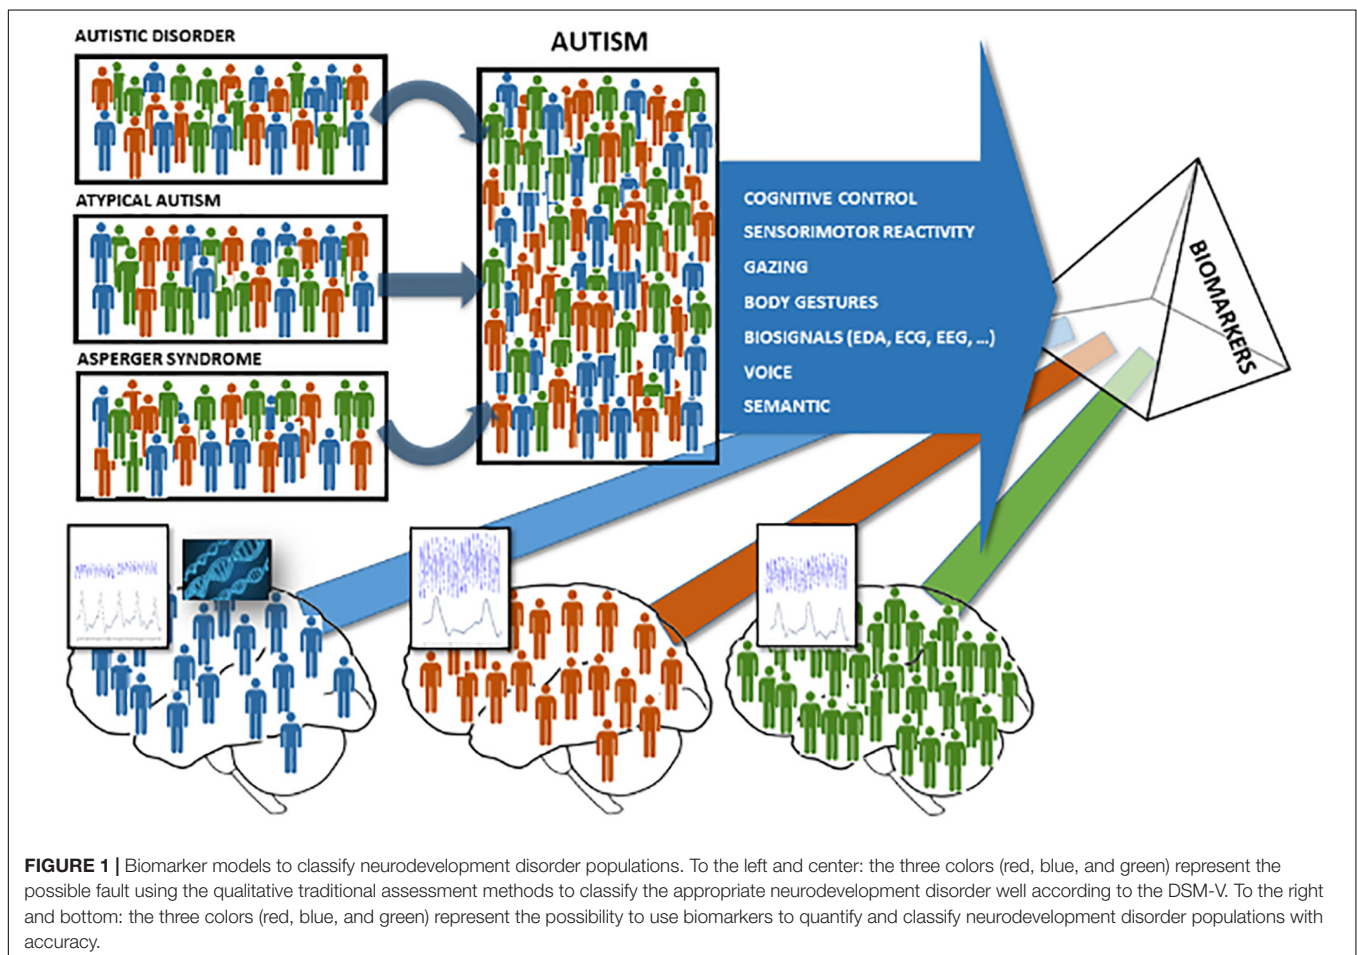 AUTISTIC DISORDER
AUTISM
ATYPICAL AUTISM
ASPERGER SYNDROME
COGNITIVE CONTROL
SENSORIMOTOR REACTIVITY
GAZING
BODY GESTURES
BIOSIGNALS (EDA, ECG, EEG, ...)
VOICE
SEMANTIC
BIOMARKERS
FIGURE 1 | Biomarker models to classify neurodevelopment disorder populations. To the left and center: the three colors (red, blue, and green) represent the
possible fault using the qualitative traditional assessment methods to classify the appropriate neurodevelopment disorder well according to the DSM-V. To the right
and bottom: the three colors (red, blue, and green) represent the possibility to use biomarkers to quantify and classify neurodevelopment disorder populations with
accuracy.